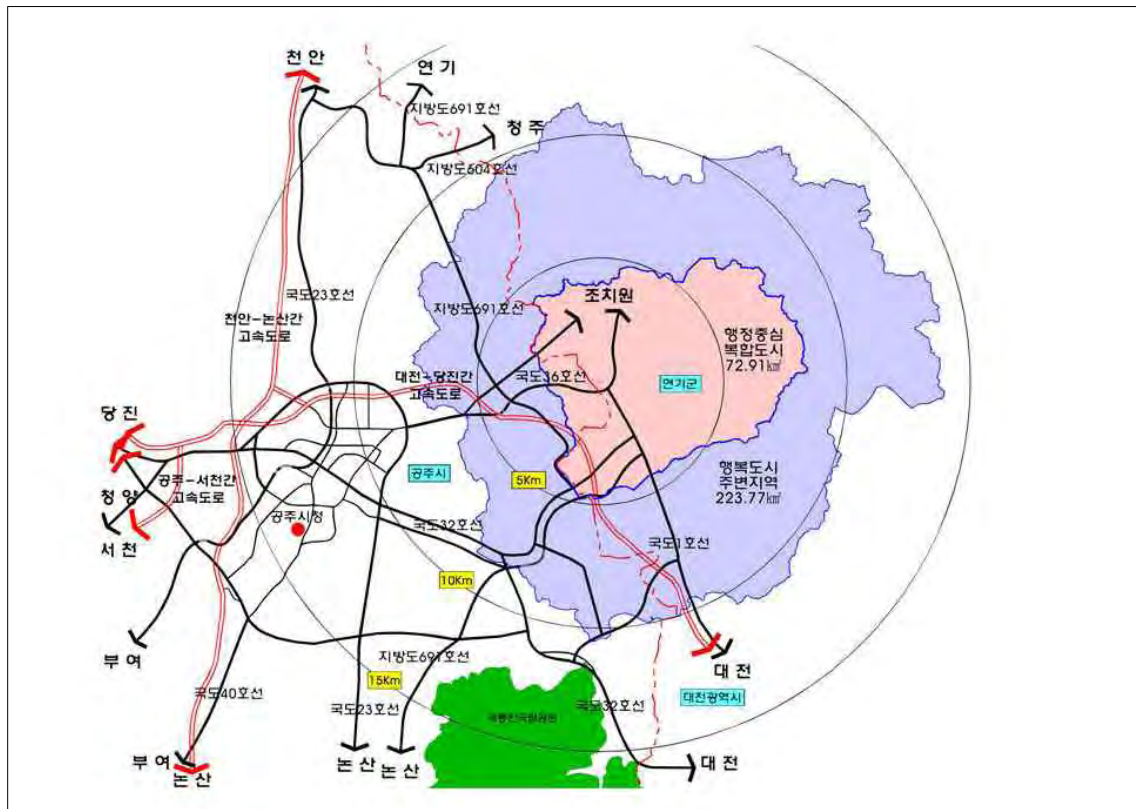 천 안
연 기
지방도691호선
청 주
지방도604호선
국도23호선
지방도691호선
조치원
천안-논산간
고속도로
행정중심
복합도시
72.91㎢
대전-당진간
고속도로
국도36호선
연기군
당 진
공주시
행복도시
주변지역
223.77㎢
공주-서천간
고속도로
5Km
청 양
공주시청
국도32호선
서 천
국도1호선
10Km
부 여
지방도691호선
대 전
15Km
국도40호선
대전광역시
국도23호선
국도32호선
부 여
논 산
논 산
논 산
대 전